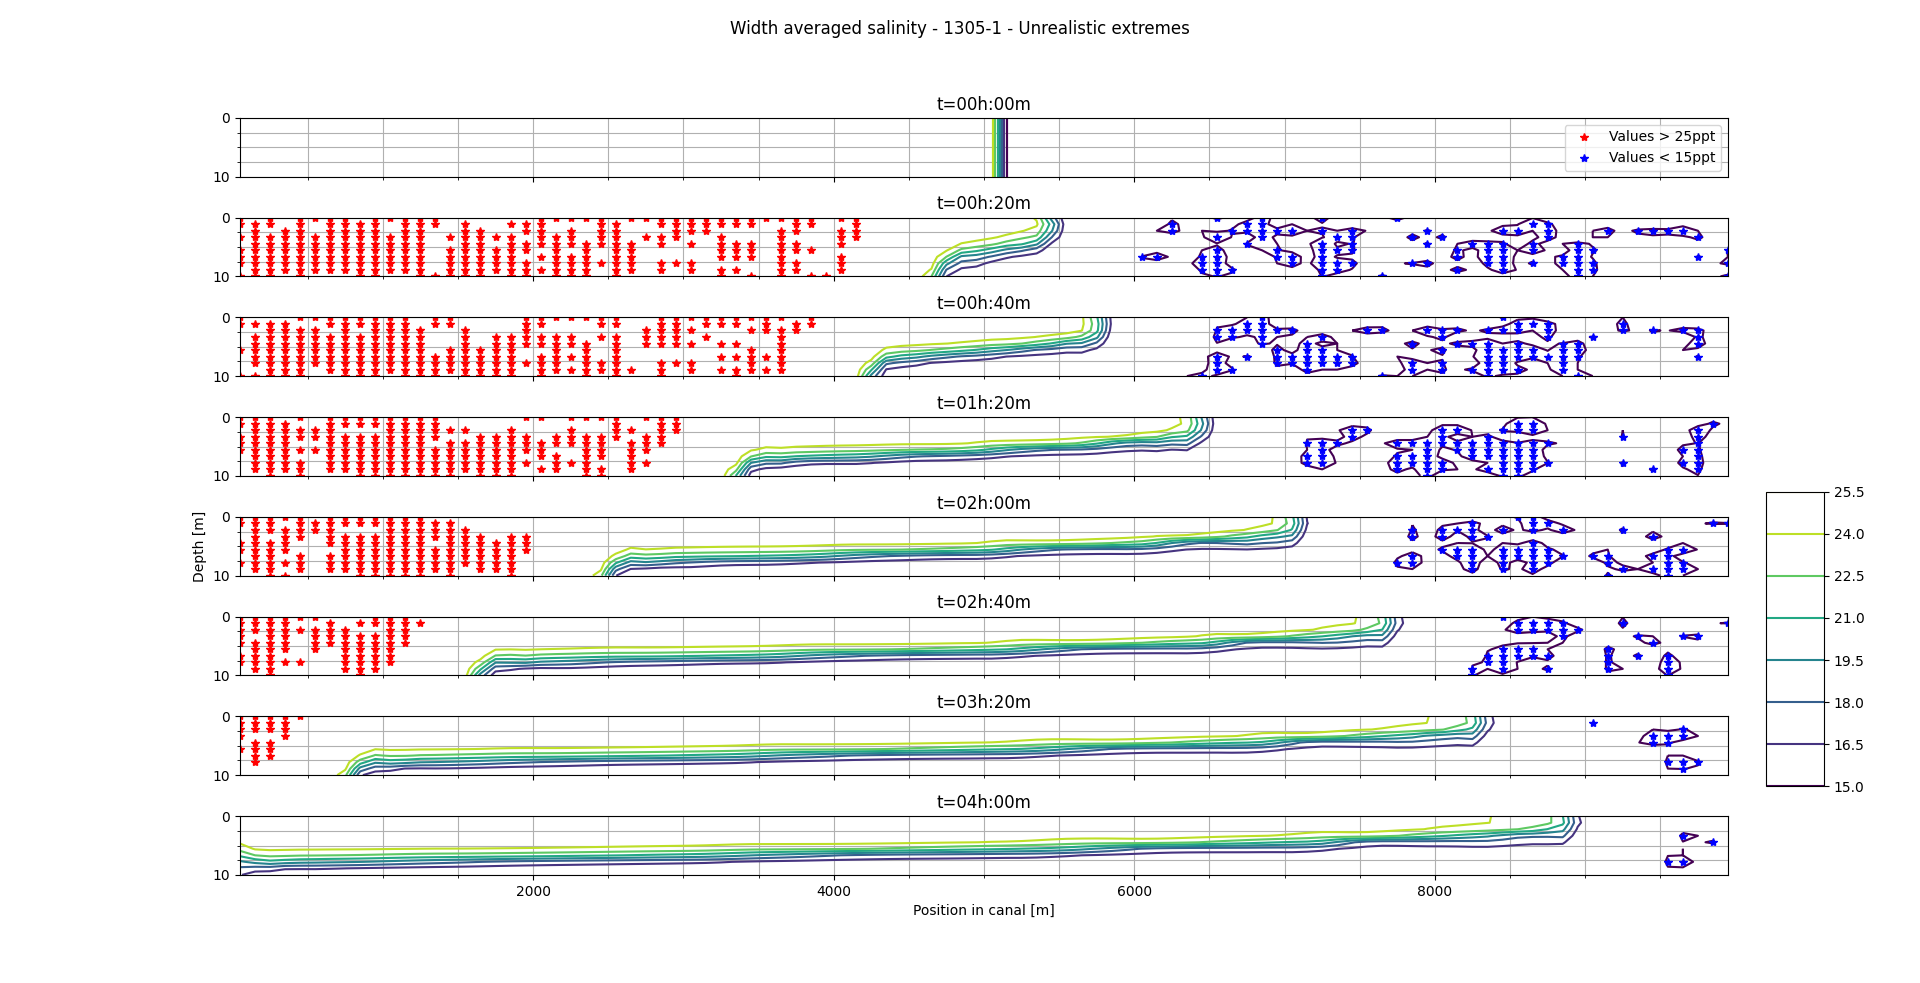 Width averaged salinity - 1305-1 - Unrealistic extremes
t=00h:00m
0
10
Values > 25ppt
Values < 15ppt
t=00h:20m
0
10
t=00h:40m
0
10
t=01h:20m
0
10
t=02h:00m
0
10
Depth [m]
t=02h:40m
0
10
t=03h:20m
0
10
t=04h:00m
0
10
2000 4000 6000 8000
Position in canal [m]
25.5
24.0
22.5
21.0
19.5
18.0
16.5
15.0